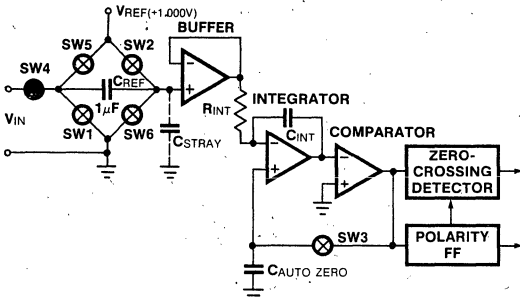 VREF(+1.000V)
BUFFER
SW5
SW2
SW4
CREF
1μF
VIN
SW1
SW6
CSTRAY
RINT
INTEGRATOR
CINT
COMPARATOR
ZERO-
CROSSING
DETECTOR
SW3
POLARITY
FF
CAUTO ZERO